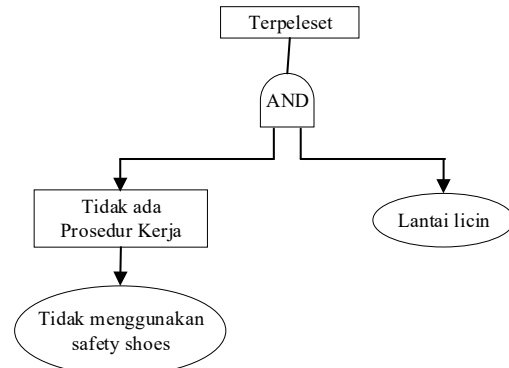 Terpeleset
AND
Tidak ada
Prosedur Kerja
Lantai licin
Tidak menggunakan
safety shoes